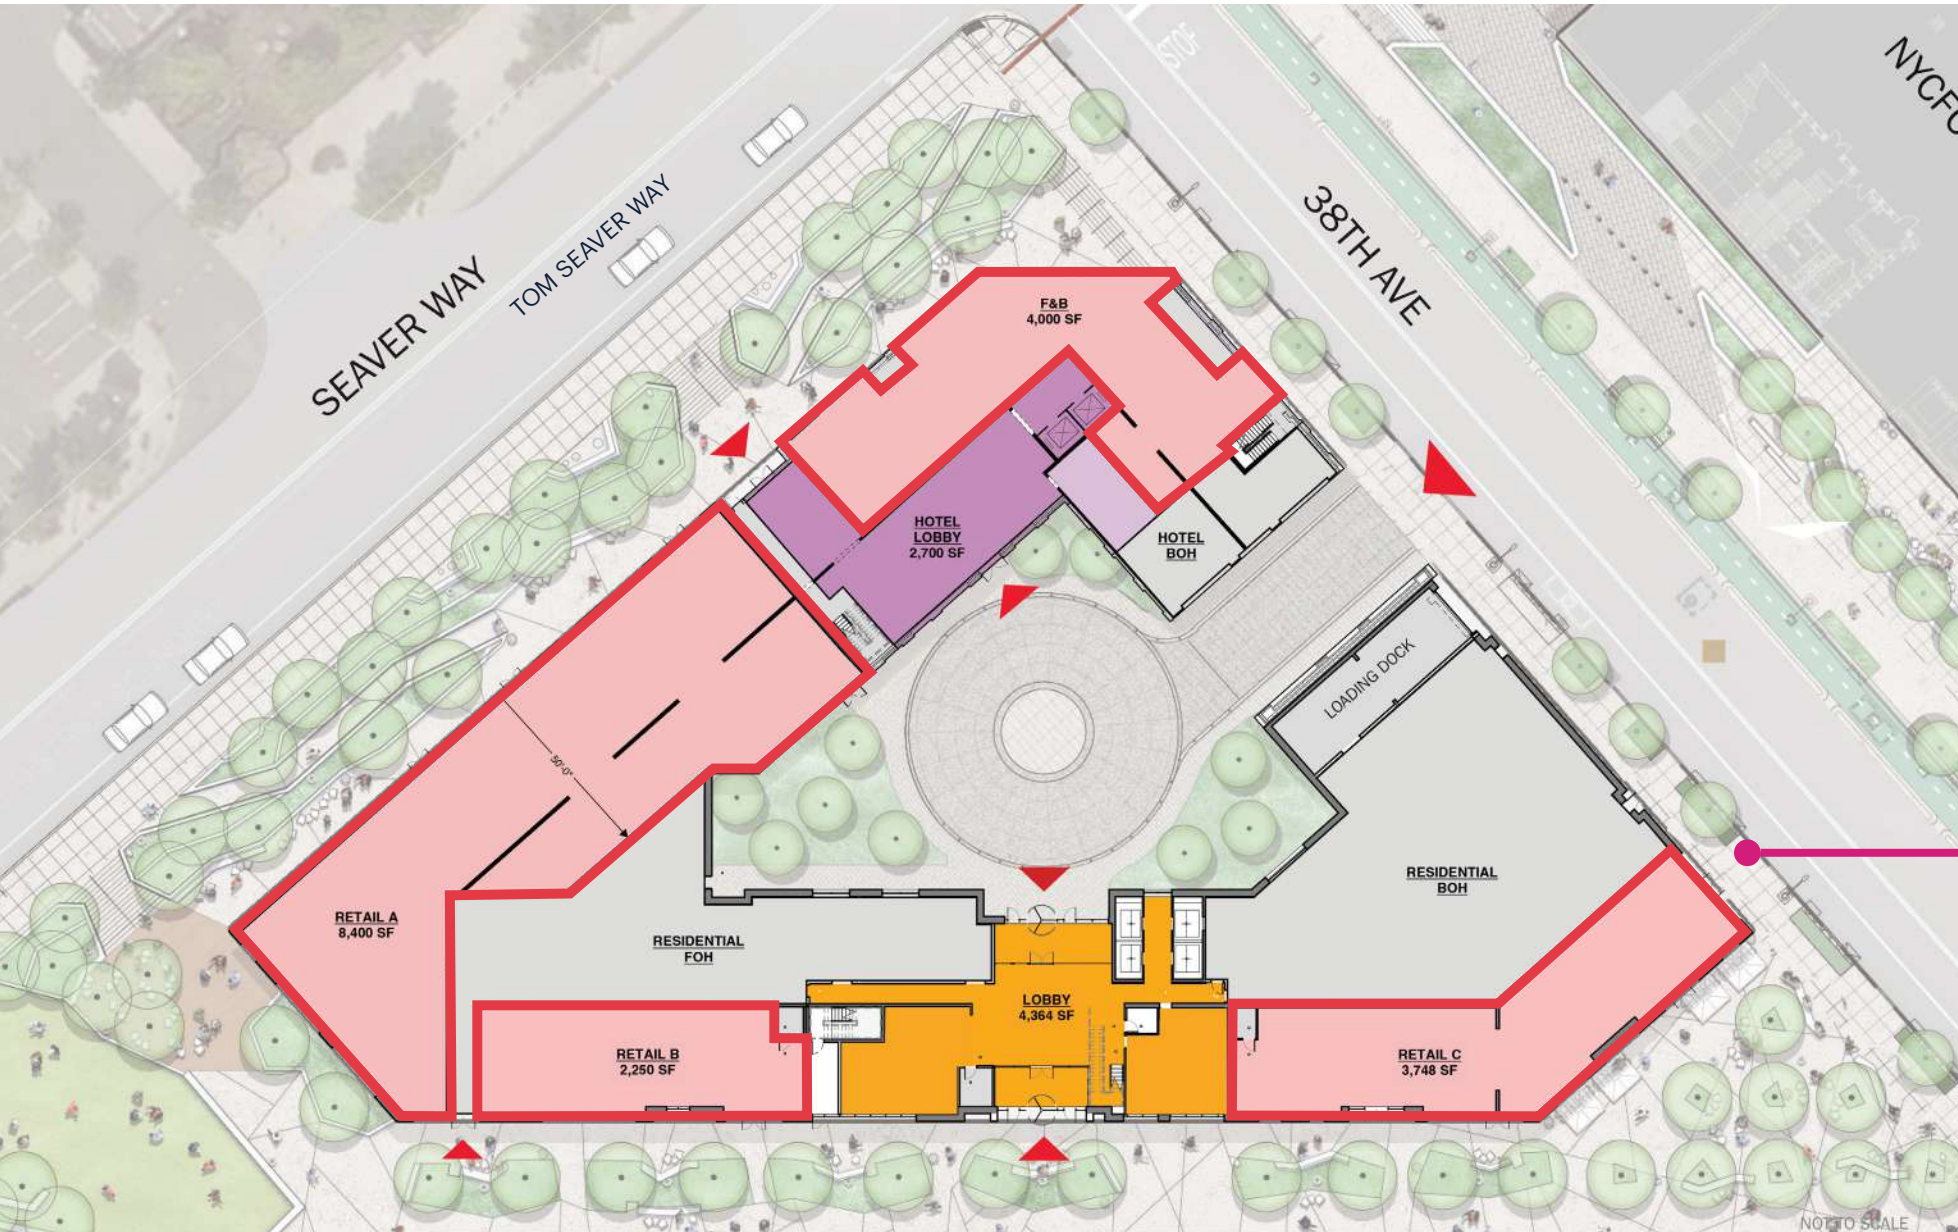 STOP
NYCFC
38TH AVE
TOM SEAVER WAY
SEAVER WAY
F&B
4,000 SF
HOTEL
LOBBY
2,700 SF
HOTEL
BOH
LOADING DOCK
50'-0"
RETAIL A
8,400 SF
RESIDENTIAL
FOH
RESIDENTIAL
BOH
LOBBY
4,364 SF
RETAIL B
2,250 SF
RETAIL C
3,748 SF
NOT TO SCALE